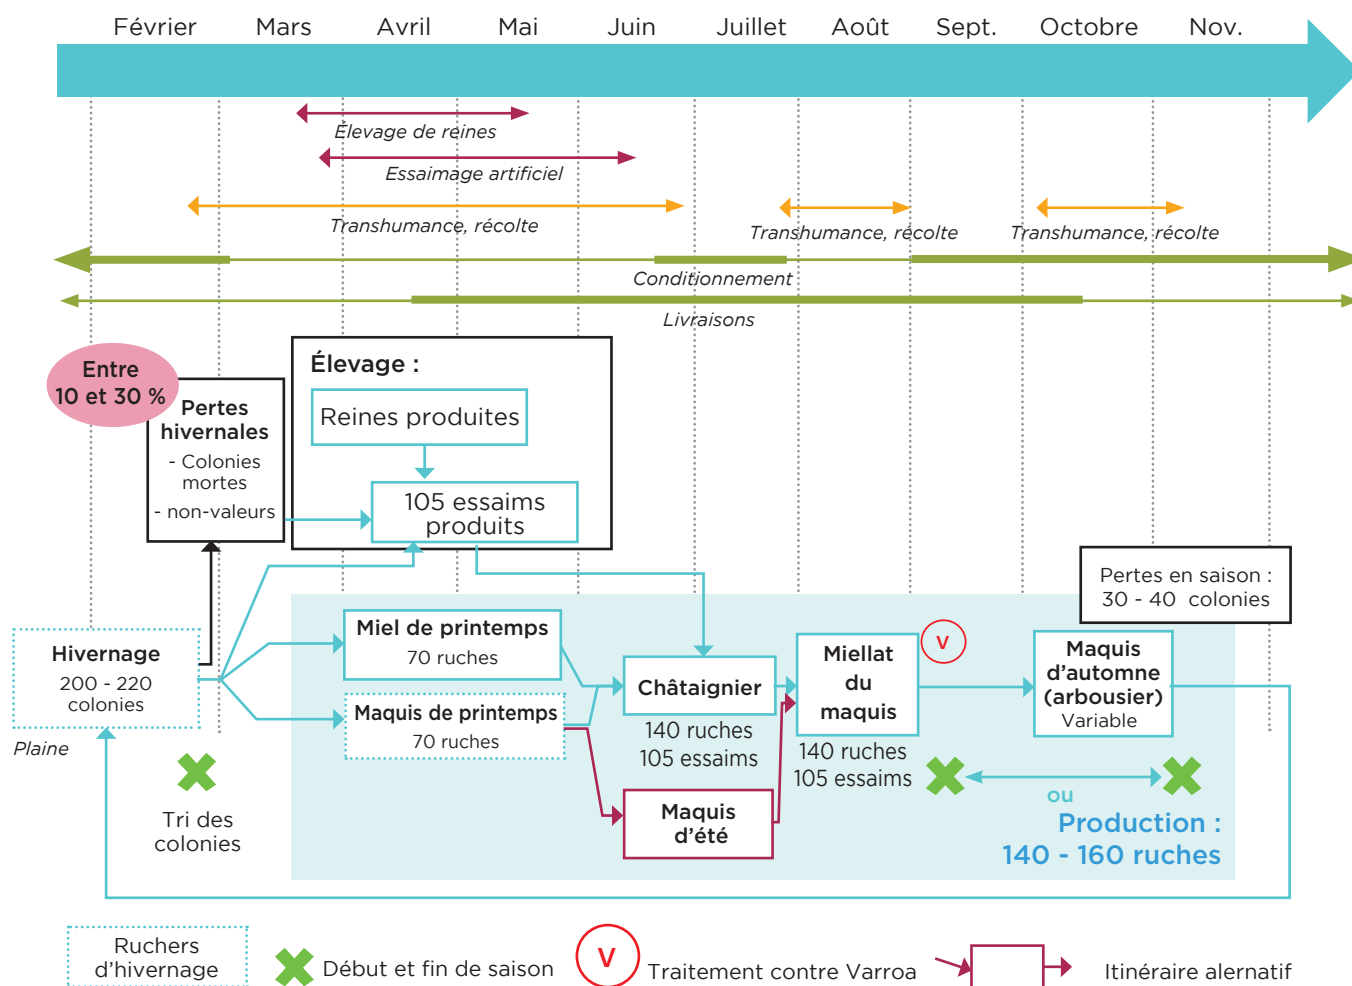 Février Mars Avril Mai Juin Juillet Août Sept. Octobre Nov.
Élevage de reines
Essaimage artificiel
Transhumance, récolte
Transhumance, récolte
Transhumance, récolte
Conditionnement
Livraisons
Entre
10 et 30 %
Pertes
hivernales
- Colonies
mortes
- non-valeurs
Élevage :
Reines produites
105 essaims
produits
Pertes en saison :
30 - 40 colonies
Hivernage
200 - 220
colonies
Plaine
Miel de printemps
70 ruches
Maquis de printemps
70 ruches
Châtaignier
140 ruches
105 essaims
Maquis
d'été
Miellat
du
maquis
140 ruches
105 essaims
V
Maquis
d'automne
(arbousier)
Variable
Tri des
colonies
ou
Production :
140 - 160 ruches
Ruchers
d'hivernage
Début et fin de saison
V
Traitement contre Varroa
Itinéraire alernatif